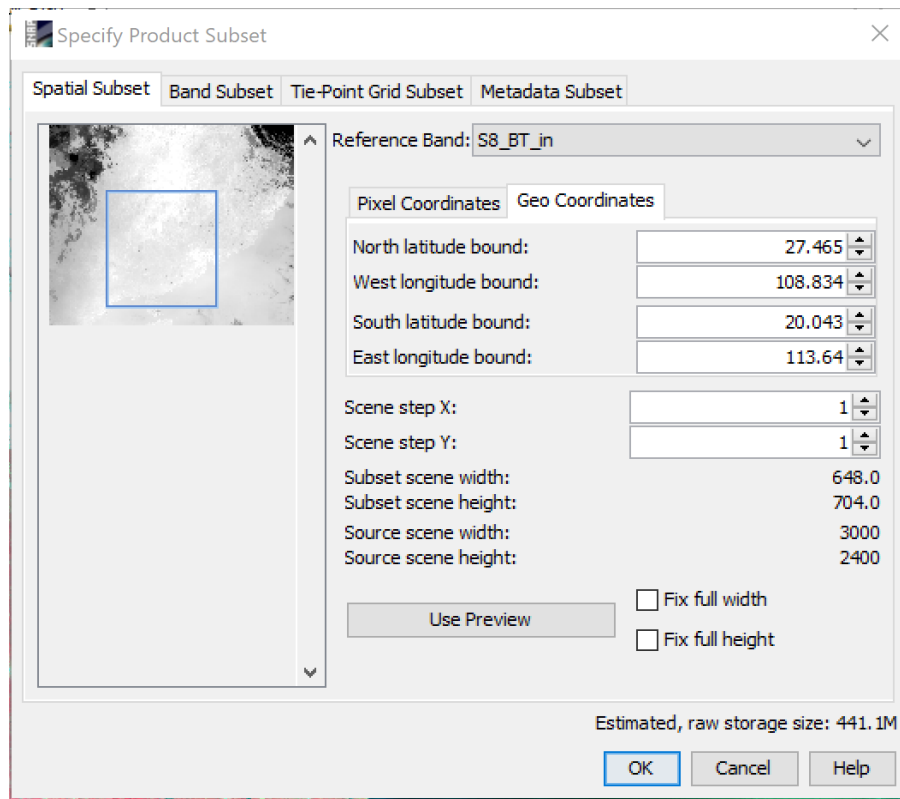 Specify Product Subset
Spatial Subset Band Subset Tie-Point Grid Subset Metadata Subset
Reference Band: S8_BT_in
Pixel Coordinates Geo Coordinates
North latitude bound: 27.465
West longitude bound: 108.834
South latitude bound: 20.043
East longitude bound: 113.64
Scene step X: 1
Scene step Y: 1
Subset scene width: 648.0
Subset scene height: 704.0
Source scene width: 3000
Source scene height: 2400
Use Preview
Fix full width
Fix full height
Estimated, raw storage size: 441.1M
OK Cancel Help